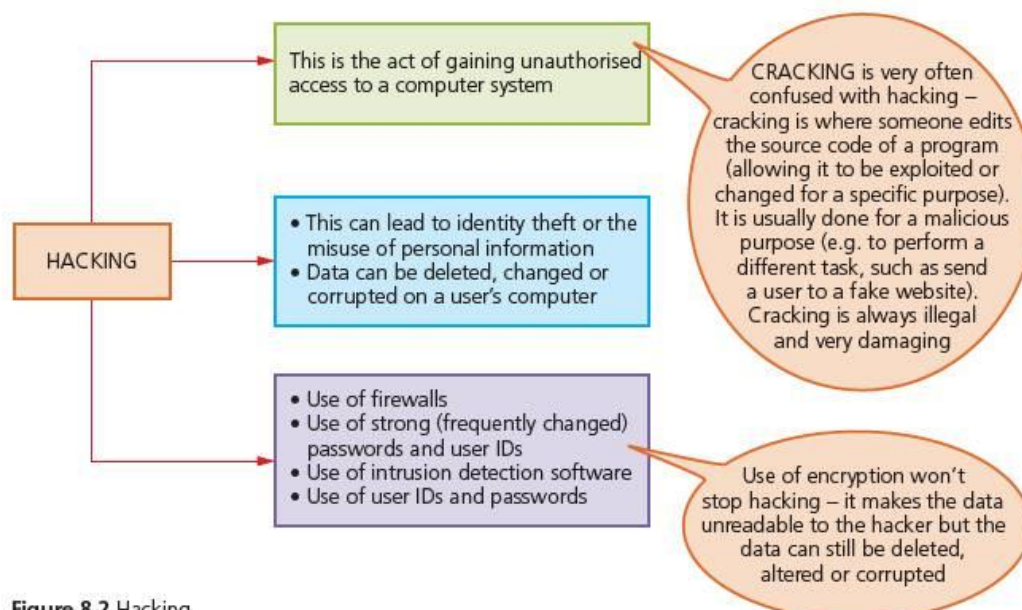 This is the act of gaining unauthorised
access to a computer system
CRACKING is very often
confused with hacking –
cracking is where someone edits
the source code of a program
(allowing it to be exploited or
changed for a specific purpose).
It is usually done for a malicious
purpose (e.g. to perform a
different task, such as send
a user to a fake website).
Cracking is always illegal
and very damaging
HACKING
• This can lead to identity theft or the
misuse of personal information
• Data can be deleted, changed or
corrupted on a user's computer
• Use of firewalls
• Use of strong (frequently changed)
passwords and user IDs
• Use of intrusion detection software
• Use of user IDs and passwords
Use of encryption won't
stop hacking – it makes the data
unreadable to the hacker but the
data can still be deleted,
altered or corrupted
Figure 8.2 Hacking